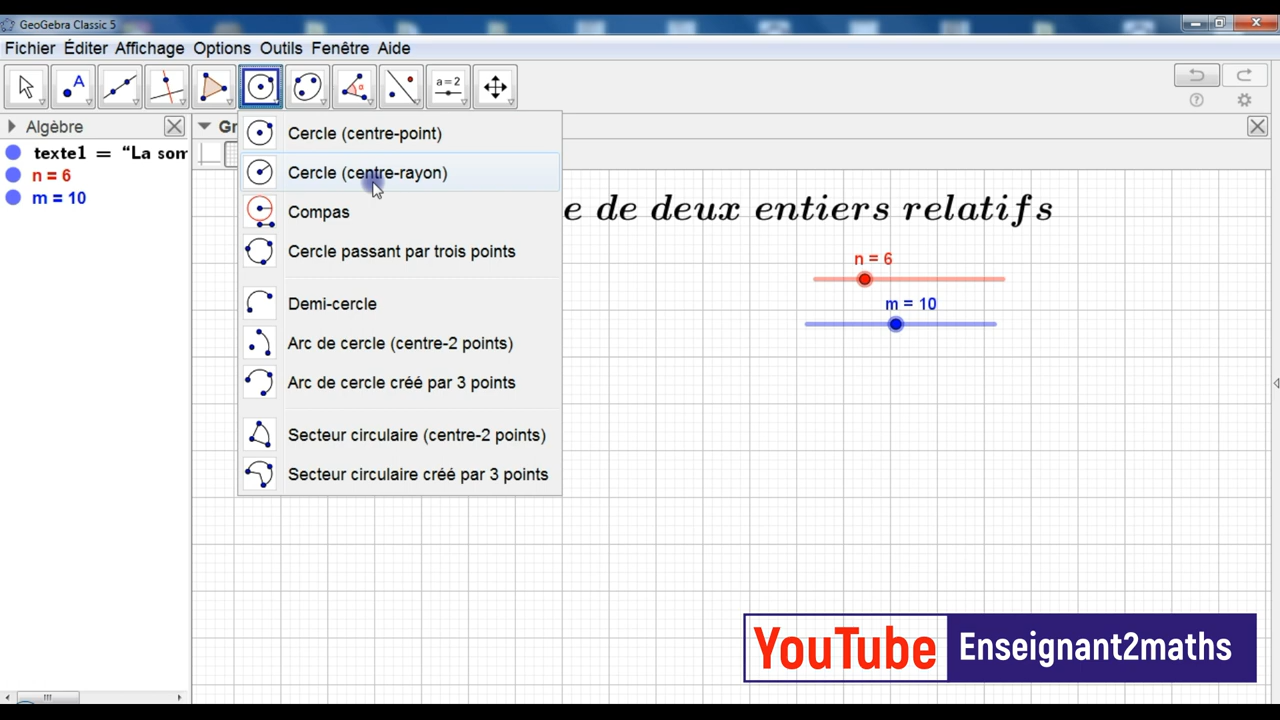 GeoGebra Classic 5
Fichier Éditer Affichage Options Outils Fenêtre Aide
A α a=2
Algèbre
Gr
texte1 = “La som
n = 6
m = 10
Cercle (centre-point)
Cercle (centre-rayon)
Compas
Cercle passant par trois points
Demi-cercle
Arc de cercle (centre-2 points)
Arc de cercle créé par 3 points
Secteur circulaire (centre-2 points)
Secteur circulaire créé par 3 points
e de deux entiers relatifs
n = 6
m = 10
YouTube Enseignant2maths